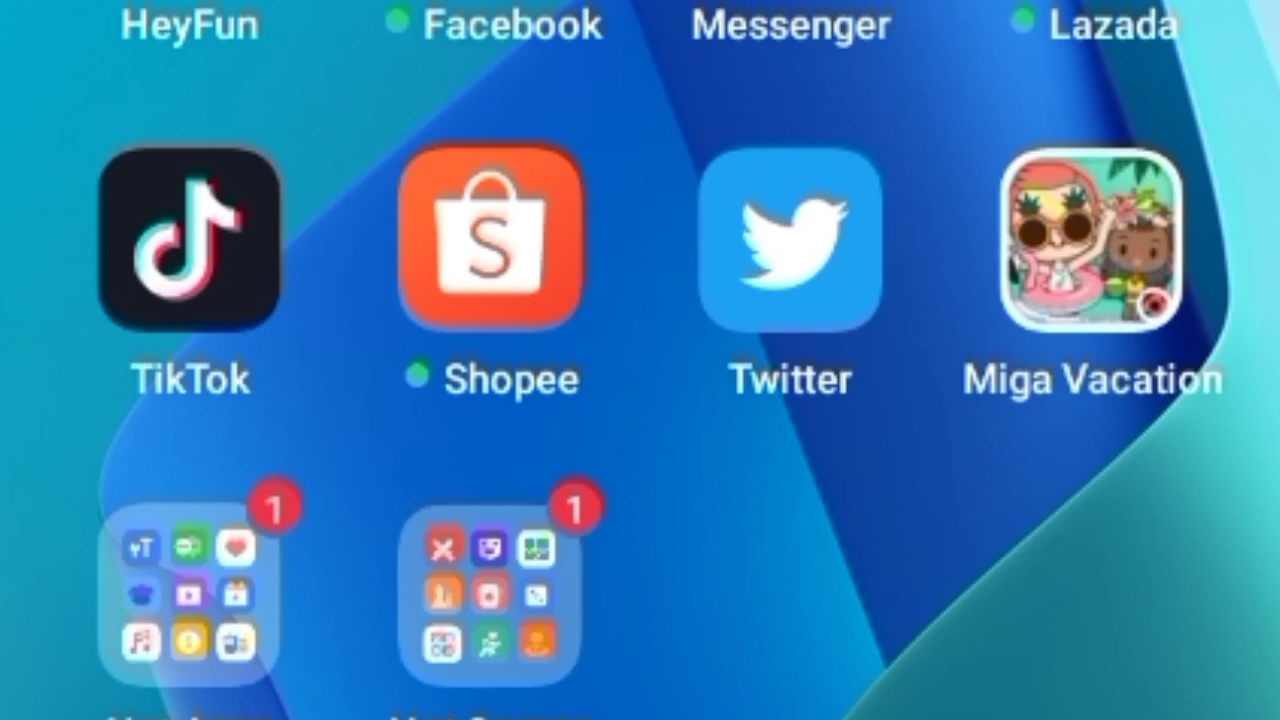 HeyFun Facebook Messenger Lazada
S
TikTok Shopee Twitter Miga Vacation
1 1